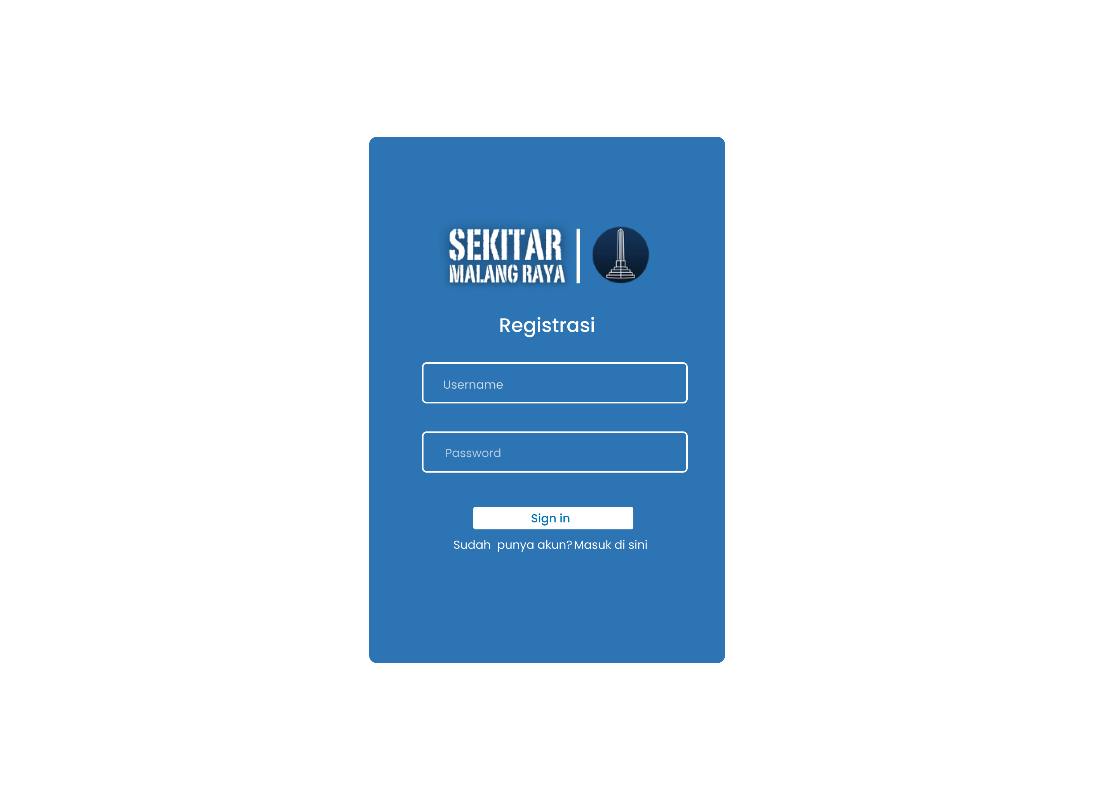 SEKITAR
MALANG RAYA
Registrasi
Username
Password
Sign in
Sudah punya akun? Masuk di sini